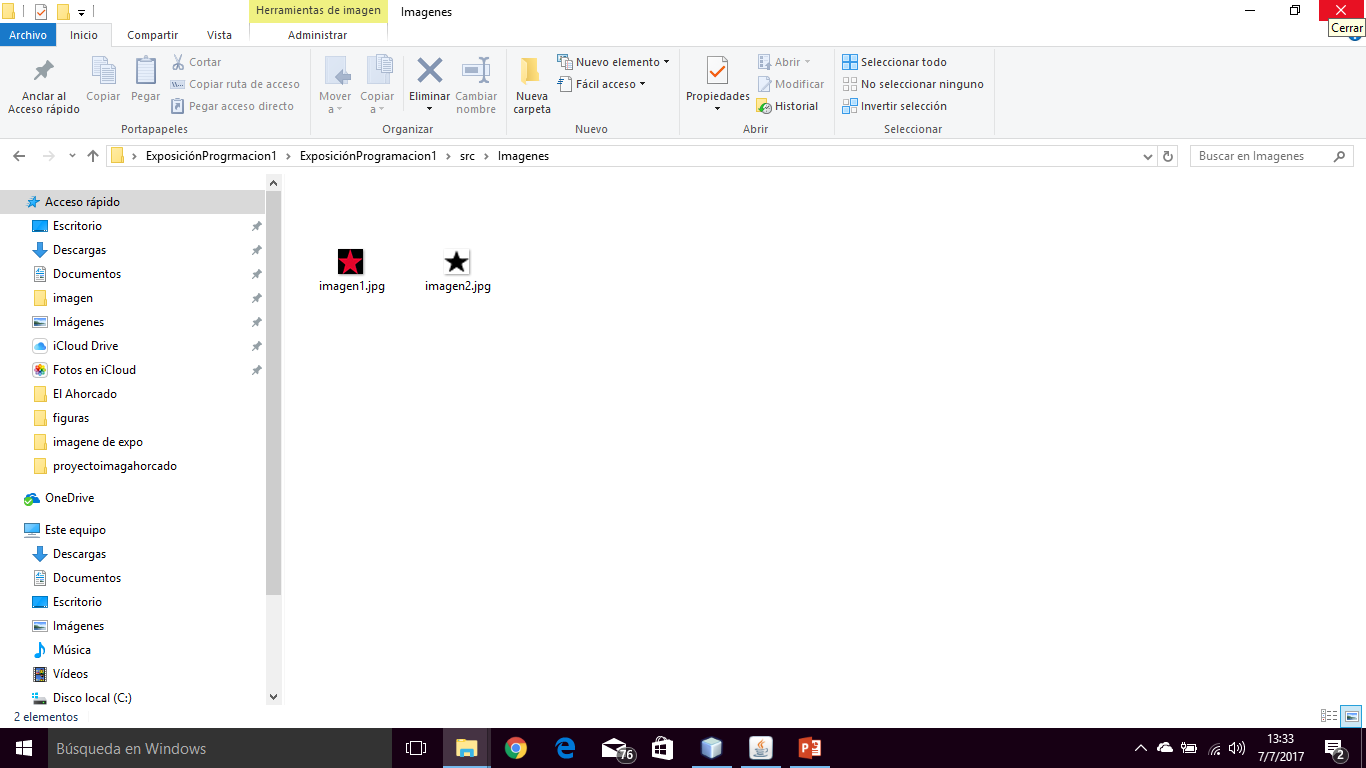 Herramientas de imagen
Imagenes
Cerrar
Archivo
Inicio
Compartir
Vista
Administrar
Anclar al
Acceso rápido
Copiar
Pegar
Cortar
Copiar ruta de acceso
Pegar acceso directo
Portapapeles
Mover
a
Copiar
a
Eliminar
Cambiar
nombre
Organizar
Nueva
carpeta
Nuevo elemento
Fácil acceso
Nuevo
Propiedades
Abrir
Modificar
Historial
Abrir
Seleccionar todo
No seleccionar ninguno
Invertir selección
Seleccionar
ExposiciónProgrmacion1 > ExposiciónProgramacion1 > src > Imagenes
Buscar en Imagenes
Acceso rápido
Escritorio
Descargas
Documentos
imagen
Imágenes
iCloud Drive
Fotos en iCloud
El Ahorcado
figuras
imagene de expo
proyectoimagahorcado
OneDrive
Este equipo
Descargas
Documentos
Escritorio
Imágenes
Música
Vídeos
Disco local (C:)
imagen1.jpg
imagen2.jpg
2 elementos
Búsqueda en Windows
76
13:33
7/7/2017
2